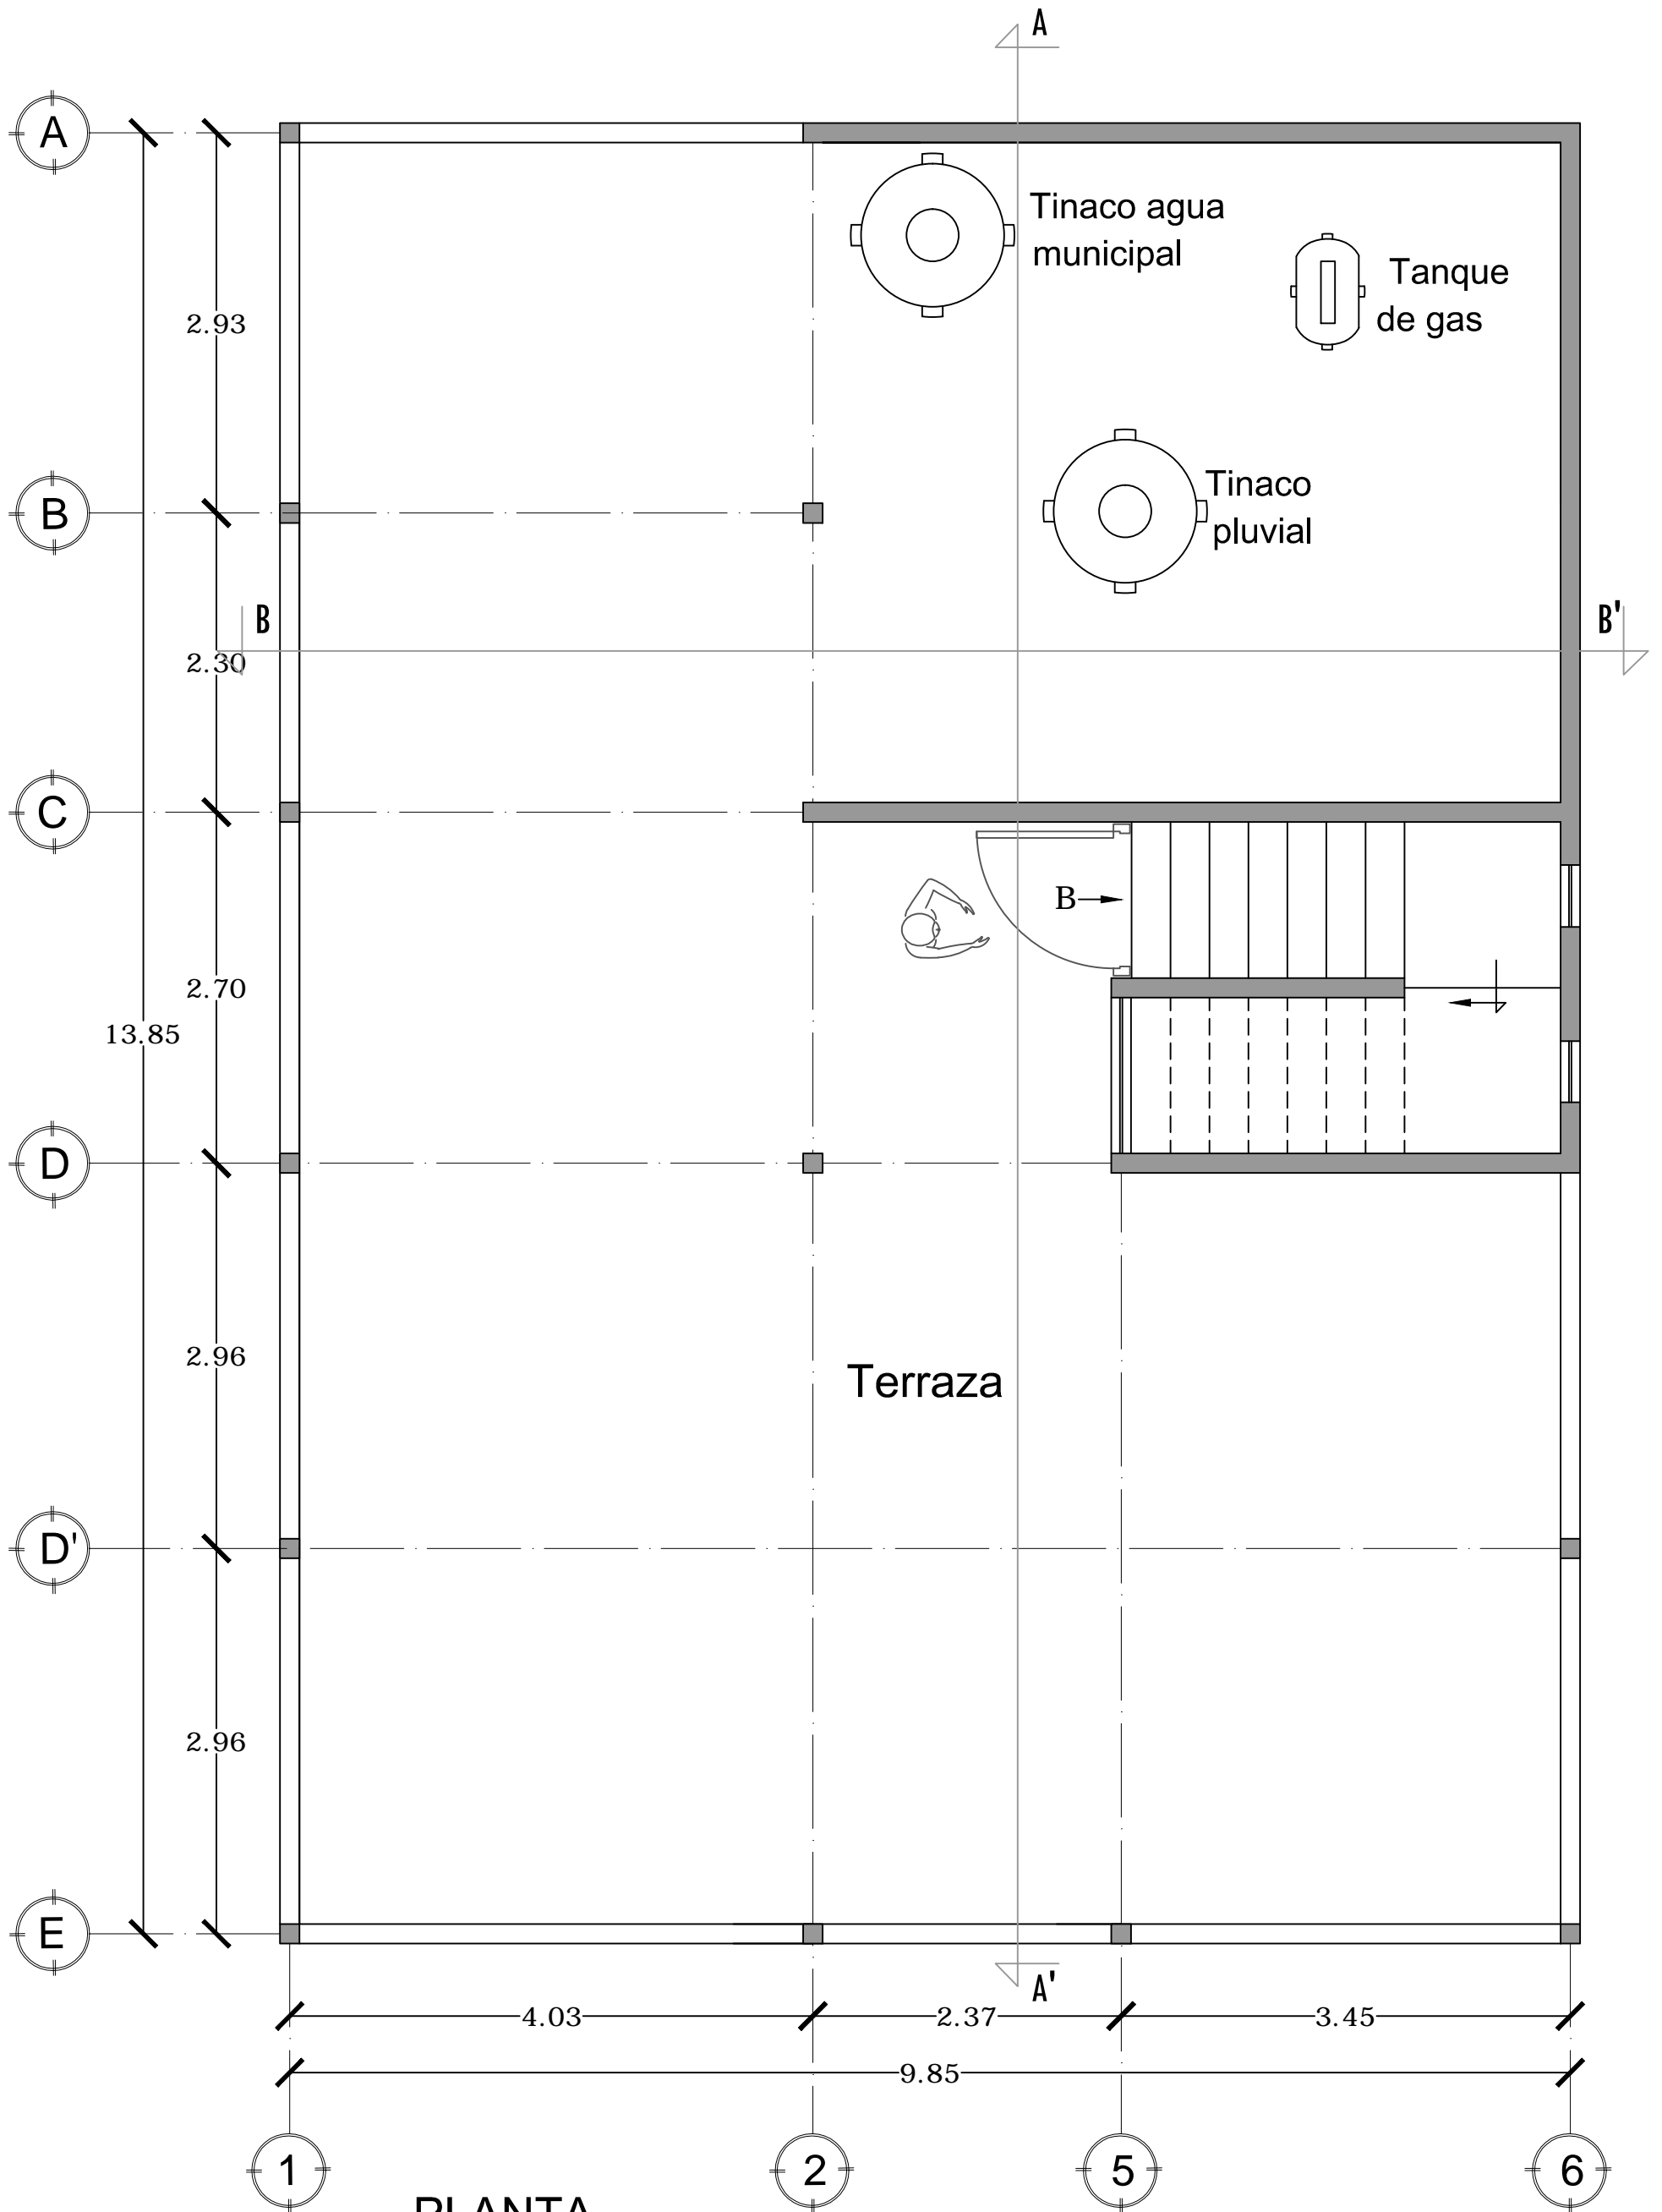 A
A
Tinaco agua
municipal
Tanque
de gas
2.93
B
Tinaco
pluvial
B
B'
2.30
C
B
2.70
13.85
D
2.96
Terraza
D'
2.96
E
A'
4.03
2.37
3.45
9.85
1
2
5
6
PLANTA